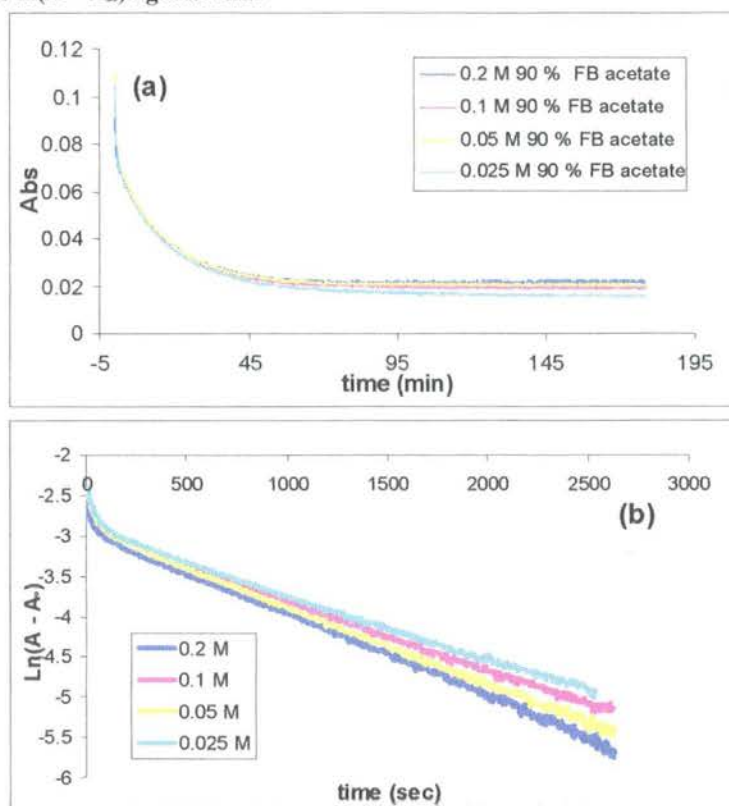 0.12
0.1
0.08
0.06
0.04
0.02
0
Abs
(a)
0.2 M 90 % FB acetate
0.1 M 90 % FB acetate
0.05 M 90 % FB acetate
0.025 M 90 % FB acetate
-5 45 95 145 195
time (min)
-2
0 500 1000 1500 2000 2500 3000
-2.5
-3
-3.5
-4
-4.5
-5
-5.5
-6
(b)
0.2 M
0.1 M
0.05 M
0.025 M
time (sec)